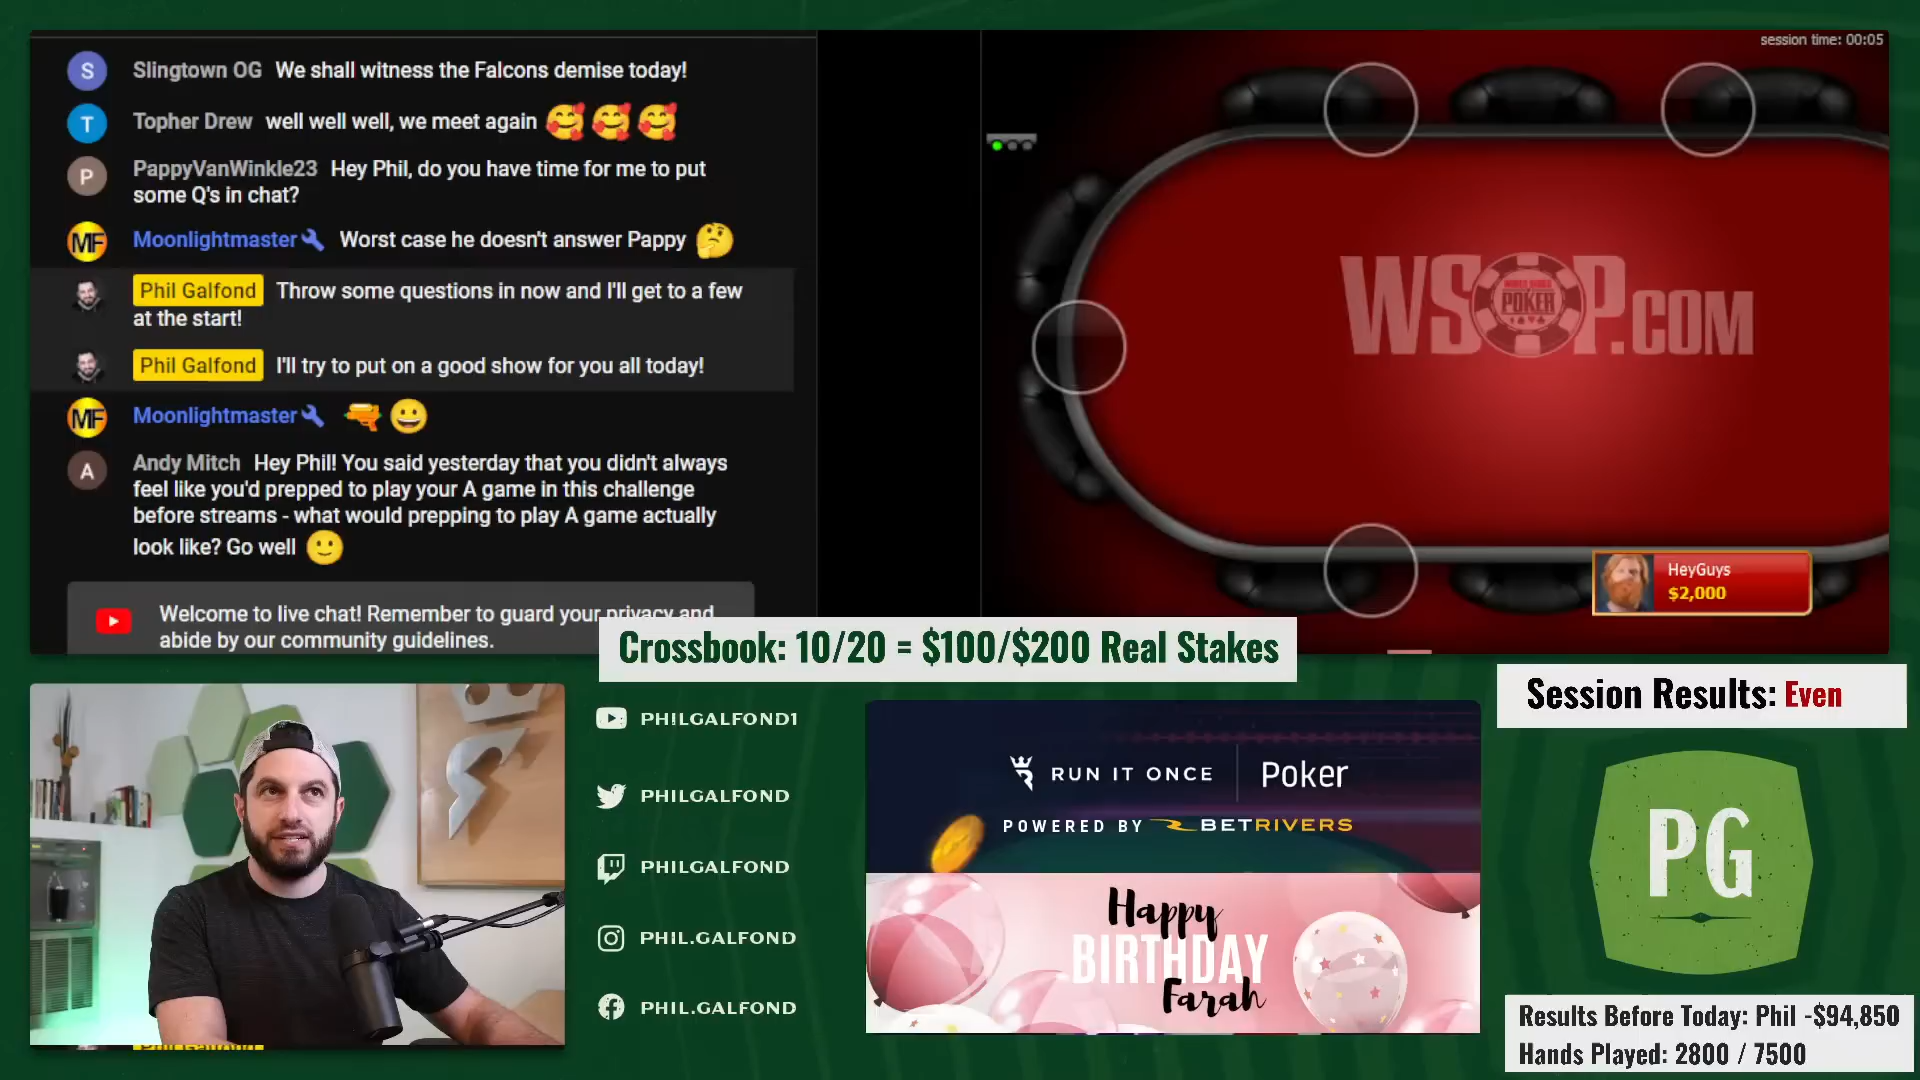 session time: 00:05
S Slingtown OG We shall witness the Falcons demise today!
T Topher Drew well well well, we meet again
P PappyVanWinkle23 Hey Phil, do you have time for me to put
some Q's in chat?
MF Moonlightmaster Worst case he doesn't answer Pappy
Phil Galfond Throw some questions in now and I'll get to a few
at the start!
Phil Galfond I'll try to put on a good show for you all today!
MF Moonlightmaster
A Andy Mitch Hey Phil! You said yesterday that you didn't always
feel like you'd prepped to play your A game in this challenge
before streams - what would prepping to play A game actually
look like? Go well
Welcome to live chat! Remember to guard your privacy and
abide by our community guidelines.
WSOP.COM
POKER
HeyGuys
$2,000
Crossbook: 10/20 = $100/$200 Real Stakes
Session Results: Even
PHILGALFOND1
PHILGALFOND
PHILGALFOND
PHIL.GALFOND
PHIL.GALFOND
RUN IT ONCE Poker
POWERED BY BETRIVERS
Happy
BIRTHDAY
Farah
PG
Results Before Today: Phil -$94,850
Hands Played: 2800 / 7500
Phil Galfond